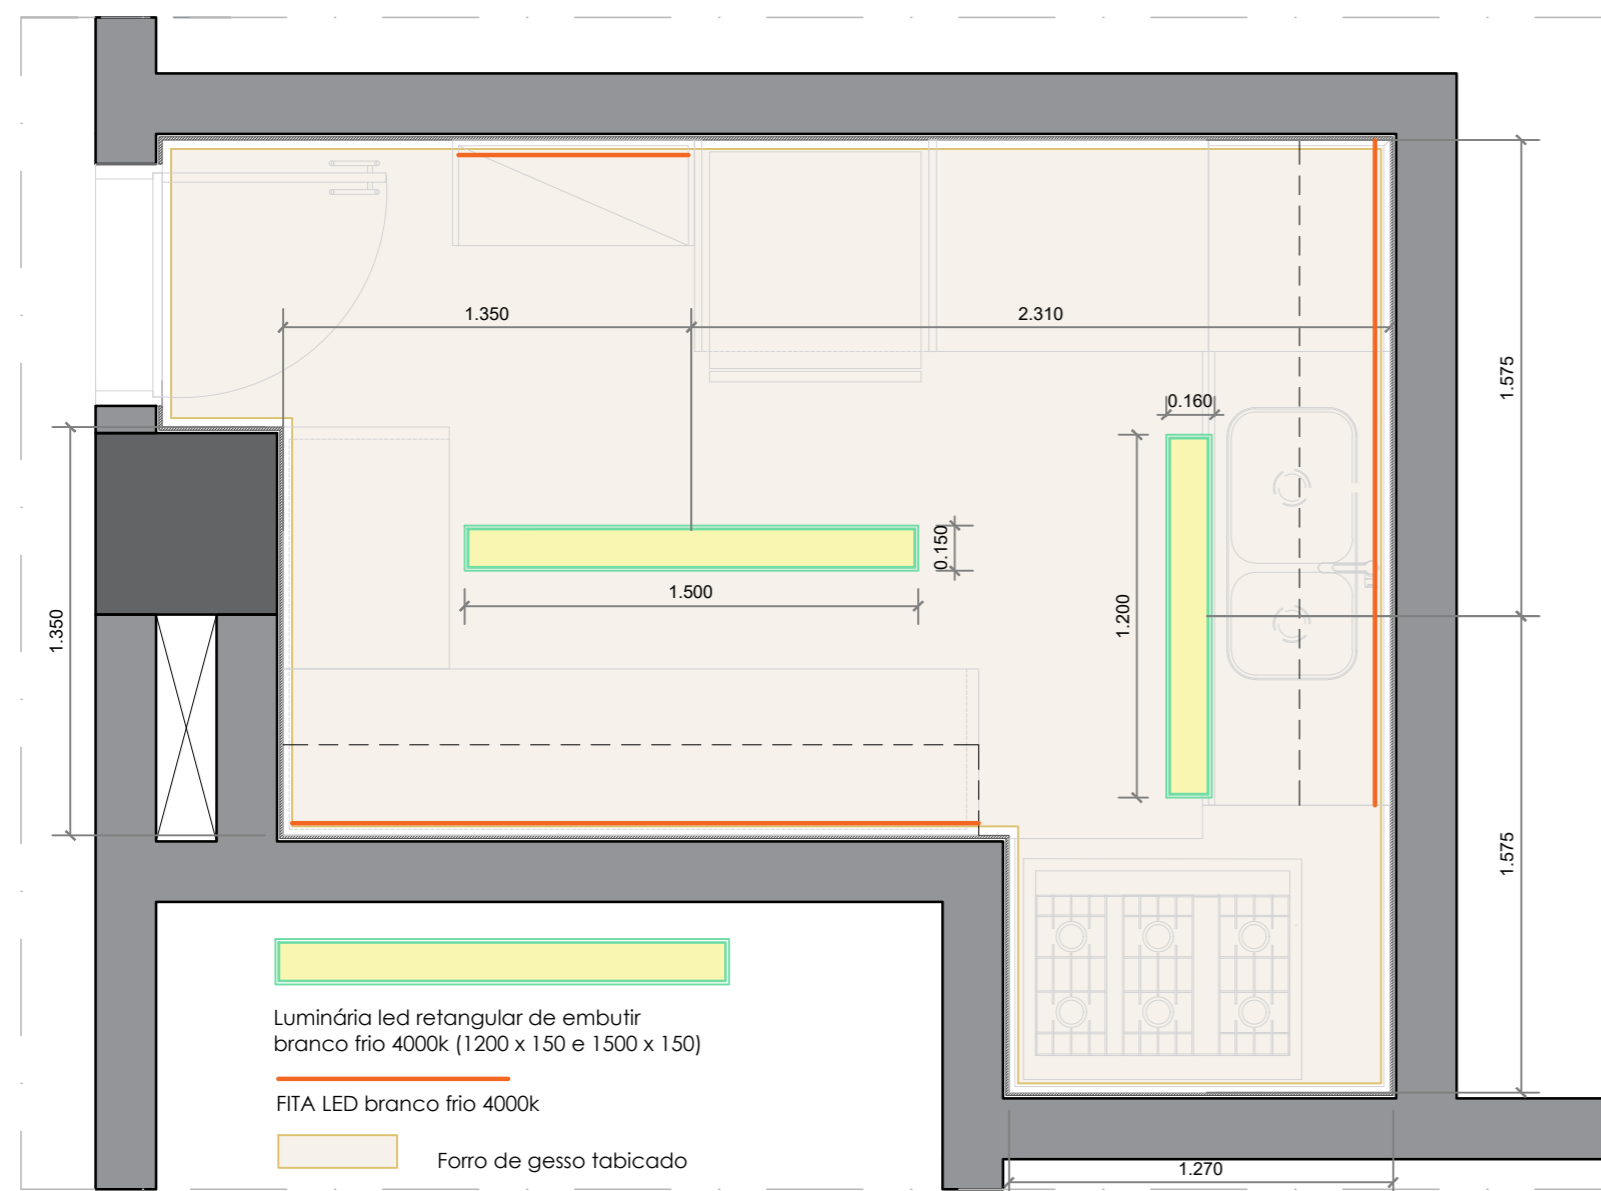 1.350
2.310
1.575
0.160
0.150
1.200
1.500
1.350
1.575
Luminária led retangular de embutir
branco frio 4000k (1200 x 150 e 1500 x 150)
FITA LED branco frio 4000k
Forro de gesso tabicado
1.270